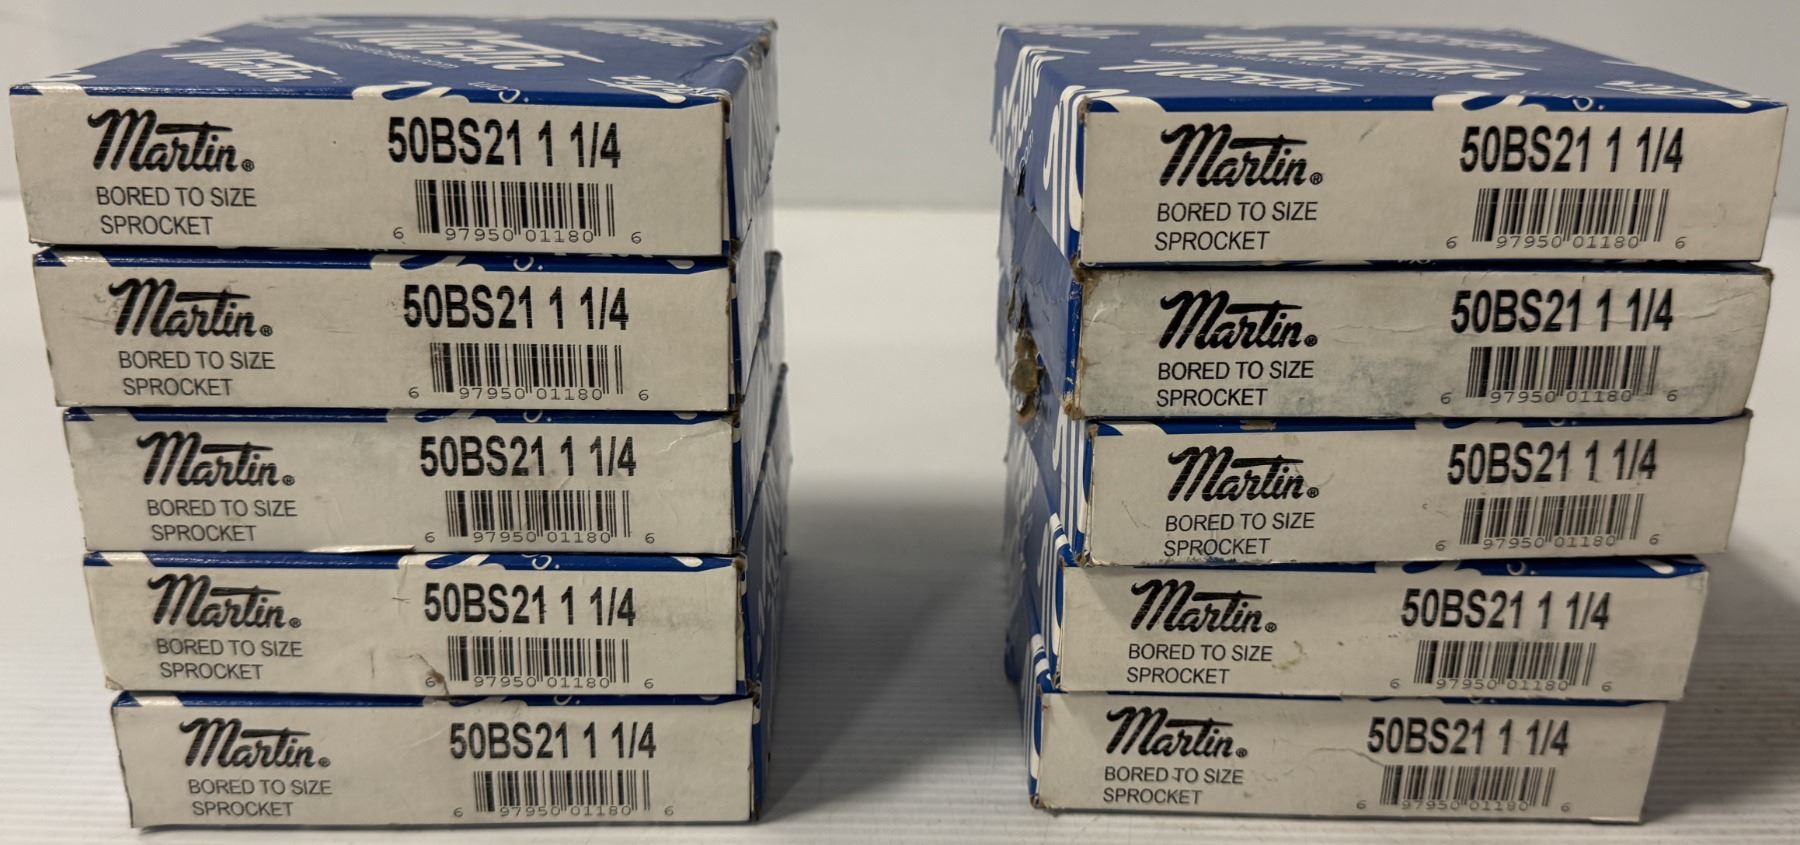 Martin
Martin
Martin
Martin
Martin® 50BS21 1 1/4
BORED TO SIZE
SPROCKET
6 97950 01180 6
Martin® 50BS21 1 1/4
BORED TO SIZE
SPROCKET
6 97950 01180 6
Martin® 50BS21 1 1/4
BORED TO SIZE
SPROCKET
6 97950 01180 6
Martin® 50BS21 1 1/4
BORED TO SIZE
SPROCKET
6 97950 01180 6
Martin® 50BS21 1 1/4
BORED TO SIZE
SPROCKET
6 97950 01180 6
Martin® 50BS21 1 1/4
BORED TO SIZE
SPROCKET
6 97950 01180 6
Martin® 50BS21 1 1/4
BORED TO SIZE
SPROCKET
6 97950 01180 6
Martin® 50BS21 1 1/4
BORED TO SIZE
SPROCKET
6 97950 01180 6
Martin® 50BS21 1 1/4
BORED TO SIZE
SPROCKET
6 97950 01180 6
Martin® 50BS21 1 1/4
BORED TO SIZE
SPROCKET
6 97950 01180 6